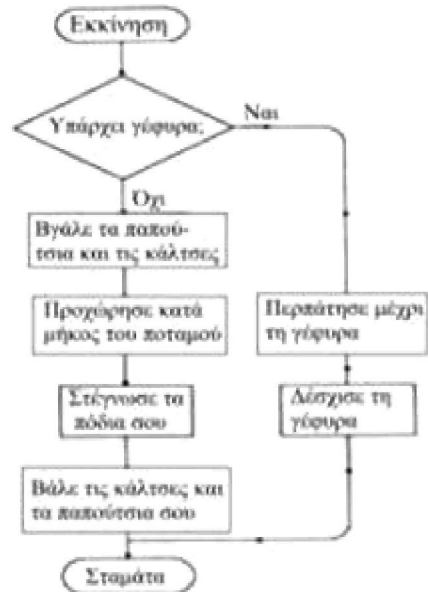 Εκκίνηση
Υπάρχει γέφυρα;
Ναι
Όχι
Βγάλε τα παπού-
τσια και τις κάλτσες
Προχώρησε κατά
μήκος του ποταμού
Στέγνωσε τα
πόδια σου
Βάλε τις κάλτσες και
τα παπούτσια σου
Περπάτησε μέχρι
τη γέφυρα
Δέσχισε τη
γέφυρα
Σταμάτα